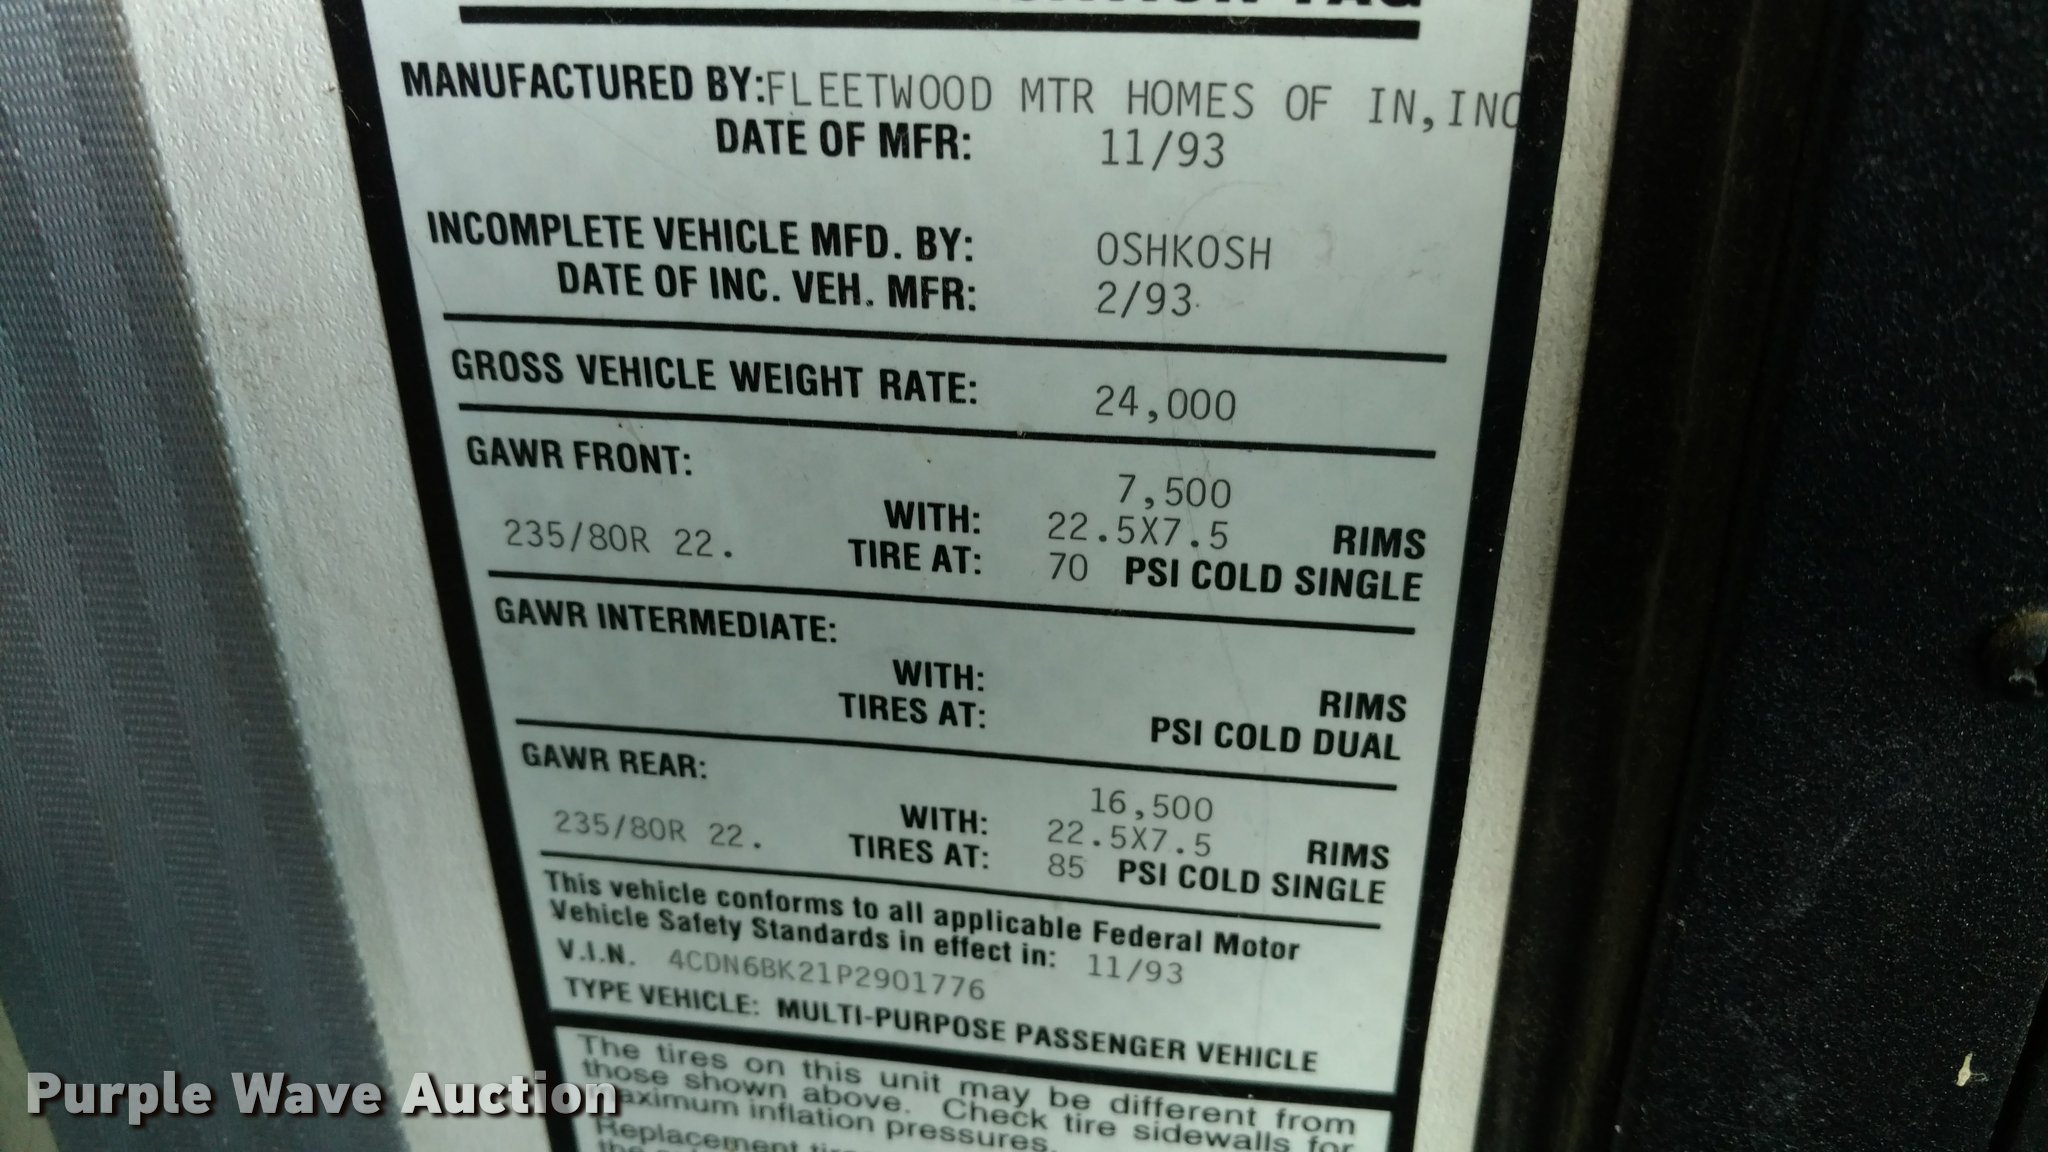 MANUFACTURED BY: FLEETWOOD MTR HOMES OF IN, INC
DATE OF MFR: 11/93
INCOMPLETE VEHICLE MFD. BY: OSHKOSH
DATE OF INC. VEH. MFR: 2/93
GROSS VEHICLE WEIGHT RATE: 24,000
GAWR FRONT: 7,500
WITH: 22.5X7.5 RIMS
235/80R 22. TIRE AT: 70 PSI COLD SINGLE
GAWR INTERMEDIATE:
WITH: RIMS
TIRES AT: PSI COLD DUAL
GAWR REAR: 16,500
WITH: 22.5X7.5 RIMS
235/80R 22. TIRES AT: 85 PSI COLD SINGLE
This vehicle conforms to all applicable Federal Motor
Vehicle Safety Standards in effect in: 11/93
V.I.N. 4CDN6BK21P2901776
TYPE VEHICLE: MULTI-PURPOSE PASSENGER VEHICLE
The tires on this unit may be different from
those shown above. Check tire sidewalls for
maximum inflation pressures.
Replacement
Purple Wave Auction